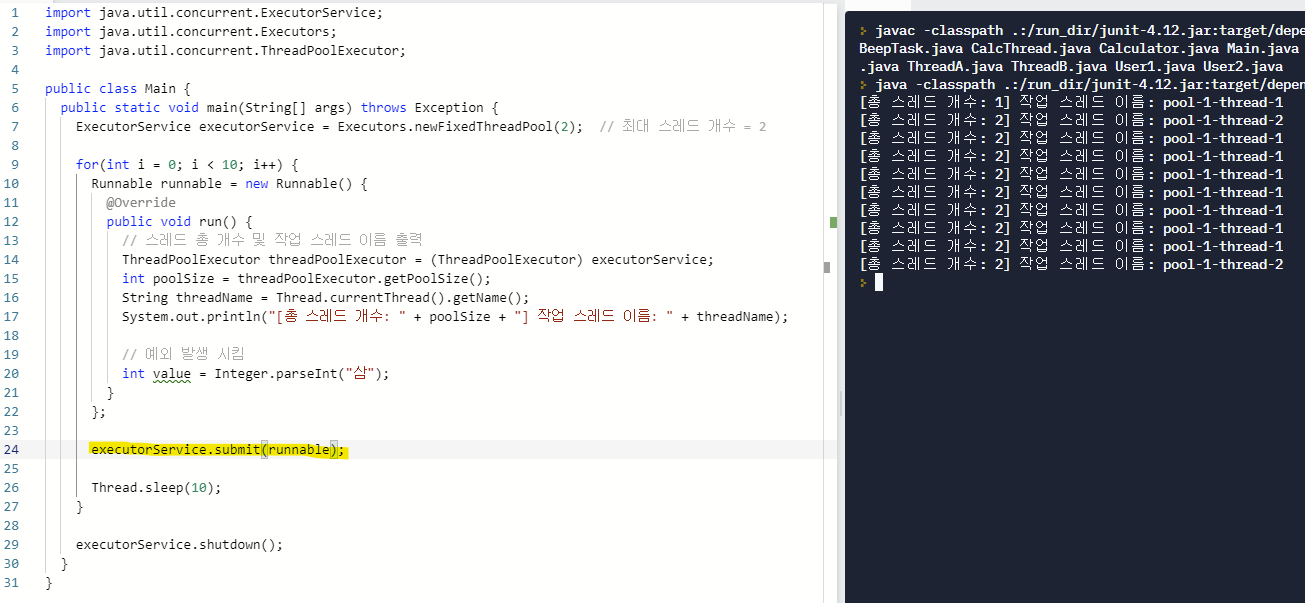 1 import java.util.concurrent.ExecutorService;
2 import java.util.concurrent.Executors;
3 import java.util.concurrent.ThreadPoolExecutor;
4
5 public class Main {
6 public static void main(String[] args) throws Exception {
7 ExecutorService executorService = Executors.newFixedThreadPool(2); // 최대 스레드 개수 = 2
8
9 for(int i = 0; i < 10; i++) {
10 Runnable runnable = new Runnable() {
11 @Override
12 public void run() {
13 // 스레드 총 개수 및 작업 스레드 이름 출력
14 ThreadPoolExecutor threadPoolExecutor = (ThreadPoolExecutor) executorService;
15 int poolSize = threadPoolExecutor.getPoolSize();
16 String threadName = Thread.currentThread().getName();
17 System.out.println("[총 스레드 개수: " + poolSize + "] 작업 스레드 이름: " + threadName);
18
19 // 예외 발생 시킴
20 int value = Integer.parseInt("삼");
21 }
22 };
23
24 executorService.submit(runnable);
25
26 Thread.sleep(10);
27 }
28
29 executorService.shutdown();
30 }
31 }
> javac -classpath .:/run_dir/junit-4.12.jar:target/depe
BeepTask.java CalcThread.java Calculator.java Main.java
.java ThreadA.java ThreadB.java User1.java User2.java
> java -classpath .:/run_dir/junit-4.12.jar:target/depen
[총 스레드 개수: 1] 작업 스레드 이름: pool-1-thread-1
[총 스레드 개수: 2] 작업 스레드 이름: pool-1-thread-2
[총 스레드 개수: 2] 작업 스레드 이름: pool-1-thread-1
[총 스레드 개수: 2] 작업 스레드 이름: pool-1-thread-1
[총 스레드 개수: 2] 작업 스레드 이름: pool-1-thread-1
[총 스레드 개수: 2] 작업 스레드 이름: pool-1-thread-1
[총 스레드 개수: 2] 작업 스레드 이름: pool-1-thread-1
[총 스레드 개수: 2] 작업 스레드 이름: pool-1-thread-1
[총 스레드 개수: 2] 작업 스레드 이름: pool-1-thread-1
[총 스레드 개수: 2] 작업 스레드 이름: pool-1-thread-2
>